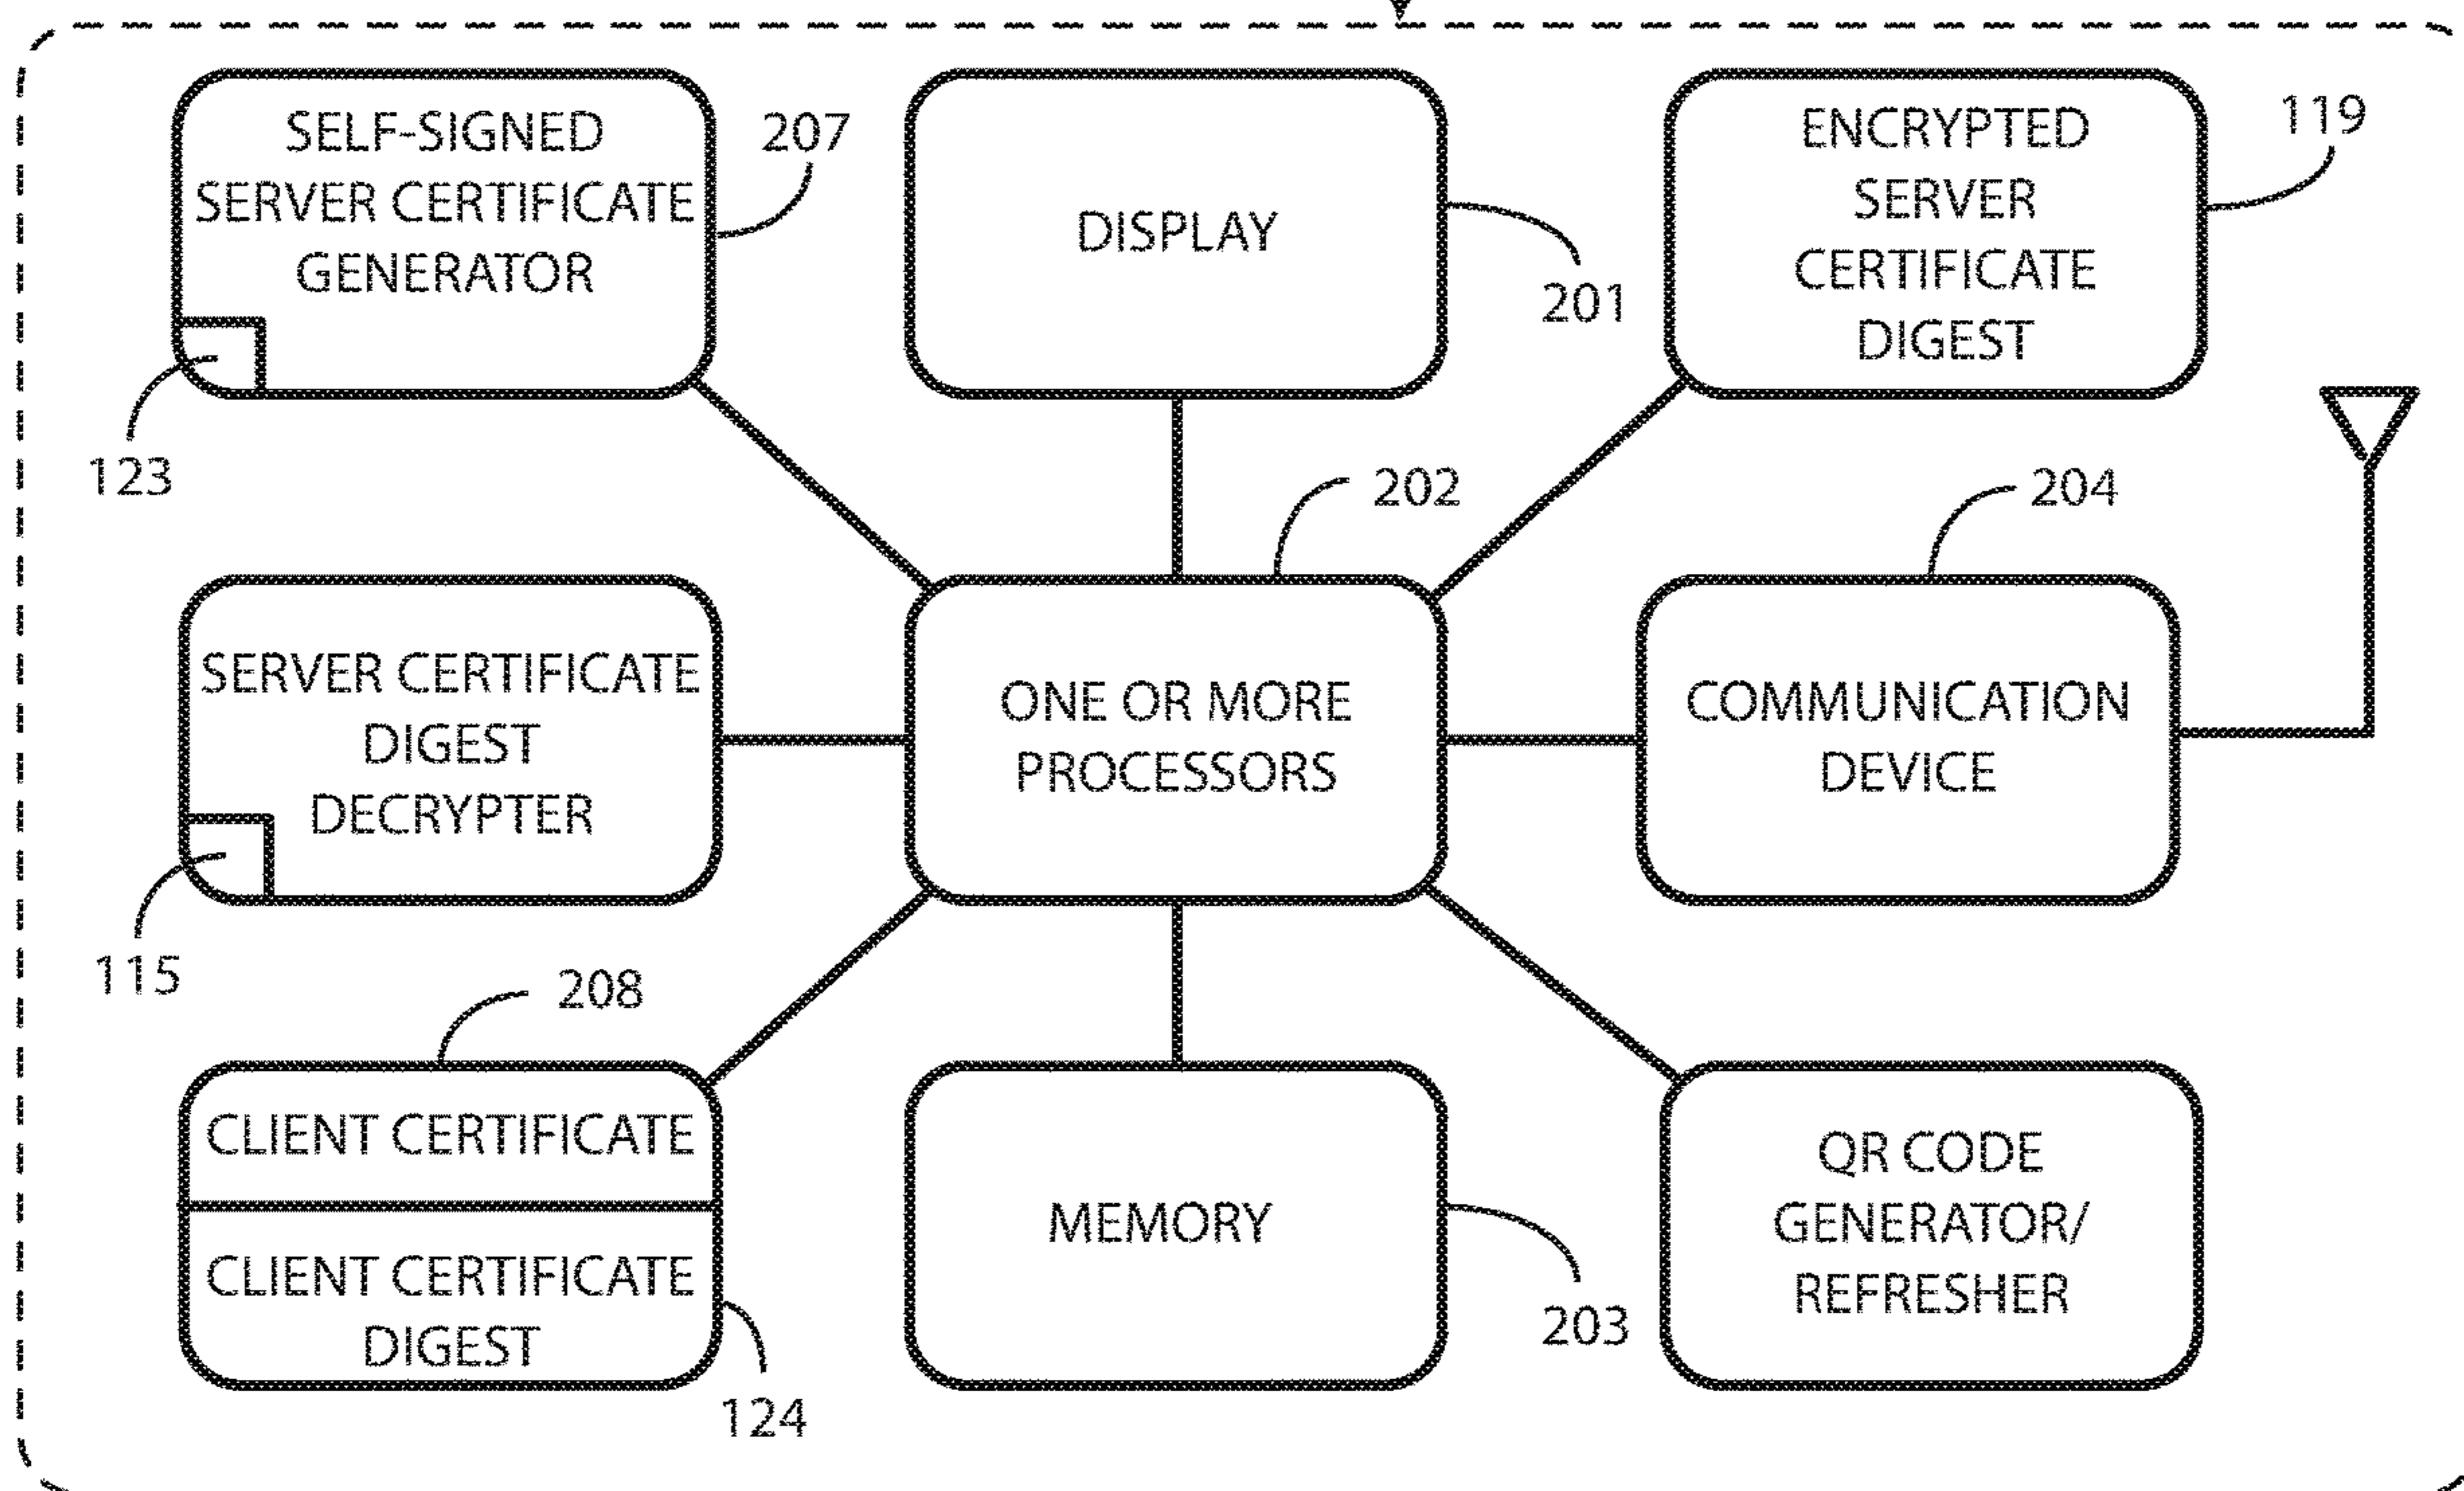 SELF-SIGNED
SERVER CERTIFICATE
GENERATOR
207
123
DISPLAY
201
ENCRYPTED
SERVER
CERTIFICATE
DIGEST
119
SERVER CERTIFICATE
DIGEST
DECRYPTER
115
202
ONE OR MORE
PROCESSORS
204
COMMUNICATION
DEVICE
208
CLIENT CERTIFICATE
CLIENT CERTIFICATE
DIGEST
124
MEMORY
203
QR CODE
GENERATOR/
REFRESHER